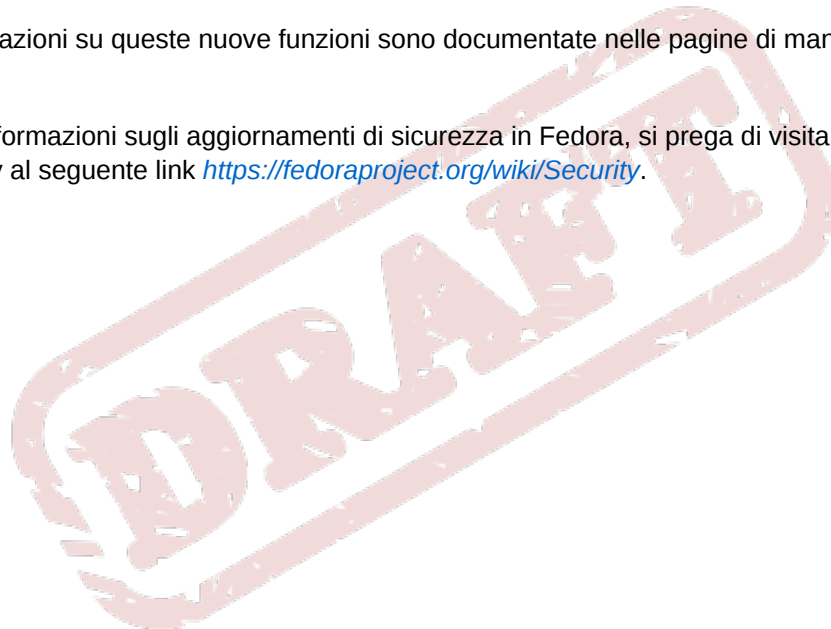 azioni su queste nuove funzioni sono documentate nelle pagine di man
formazioni sugli aggiornamenti di sicurezza in Fedora, si prega di visita
y al seguente link https://fedoraproject.org/wiki/Security.
DRAFT